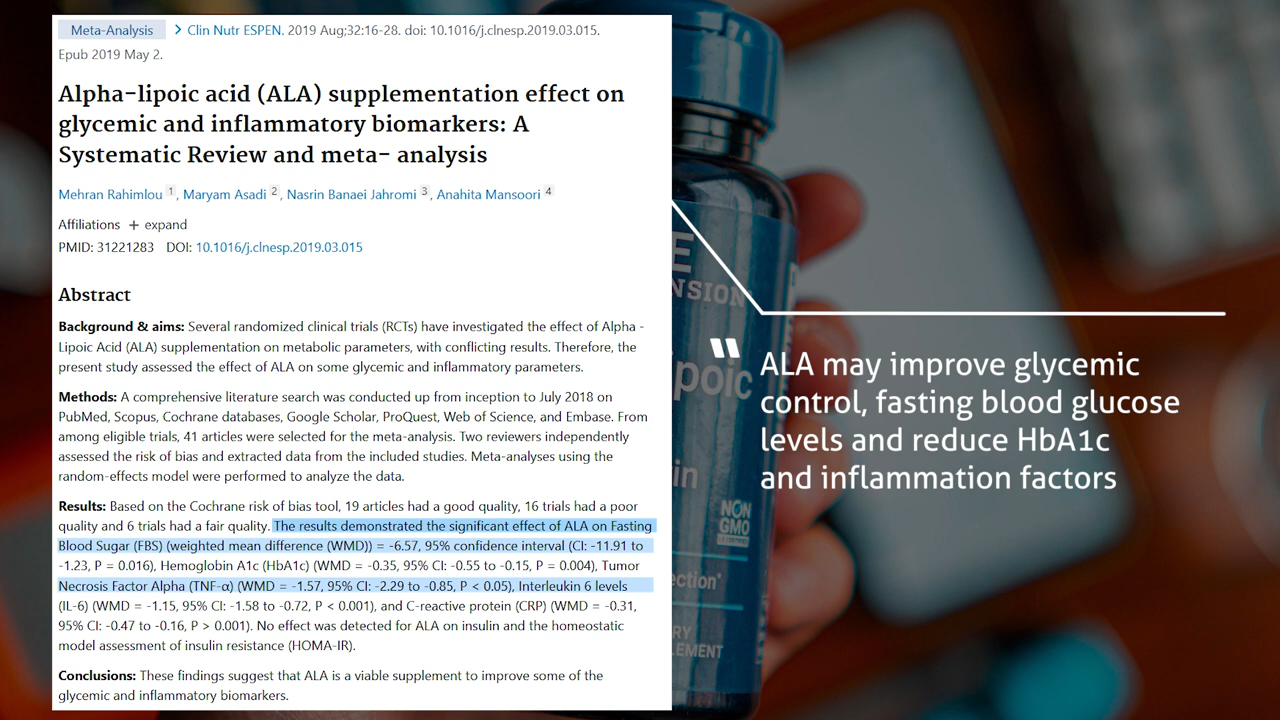 Meta-Analysis > Clin Nutr ESPEN. 2019 Aug;32:16-28. doi: 10.1016/j.clnesp.2019.03.015.
Epub 2019 May 2.
Alpha-lipoic acid (ALA) supplementation effect on
glycemic and inflammatory biomarkers: A
Systematic Review and meta- analysis
Mehran Rahimlou 1, Maryam Asadi 2, Nasrin Banaei Jahromi 3, Anahita Mansoori 4
Affiliations + expand
PMID: 31221283 DOI: 10.1016/j.clnesp.2019.03.015
Abstract
Background & aims: Several randomized clinical trials (RCTs) have investigated the effect of Alpha -
Lipoic Acid (ALA) supplementation on metabolic parameters, with conflicting results. Therefore, the
present study assessed the effect of ALA on some glycemic and inflammatory parameters.
Methods: A comprehensive literature search was conducted up from inception to July 2018 on
PubMed, Scopus, Cochrane databases, Google Scholar, ProQuest, Web of Science, and Embase. From
among eligible trials, 41 articles were selected for the meta-analysis. Two reviewers independently
assessed the risk of bias and extracted data from the included studies. Meta-analyses using the
random-effects model were performed to analyze the data.
Results: Based on the Cochrane risk of bias tool, 19 articles had a good quality, 16 trials had a poor
quality and 6 trials had a fair quality. The results demonstrated the significant effect of ALA on Fasting
Blood Sugar (FBS) (weighted mean difference (WMD)) = -6.57, 95% confidence interval (CI: -11.91 to
-1.23, P = 0.016), Hemoglobin A1c (HbA1c) (WMD = -0.35, 95% CI: -0.55 to -0.15, P = 0.004), Tumor
Necrosis Factor Alpha (TNF-α) (WMD = -1.57, 95% CI: -2.29 to -0.85, P < 0.05), Interleukin 6 levels
(IL-6) (WMD = -1.15, 95% CI: -1.58 to -0.72, P < 0.001), and C-reactive protein (CRP) (WMD = -0.31,
95% CI: -0.47 to -0.16, P > 0.001). No effect was detected for ALA on insulin and the homeostatic
model assessment of insulin resistance (HOMA-IR).
Conclusions: These findings suggest that ALA is a viable supplement to improve some of the
glycemic and inflammatory biomarkers.
"ALA may improve glycemic
control, fasting blood glucose
levels and reduce HbA1c
and inflammation factors
NON
GMO